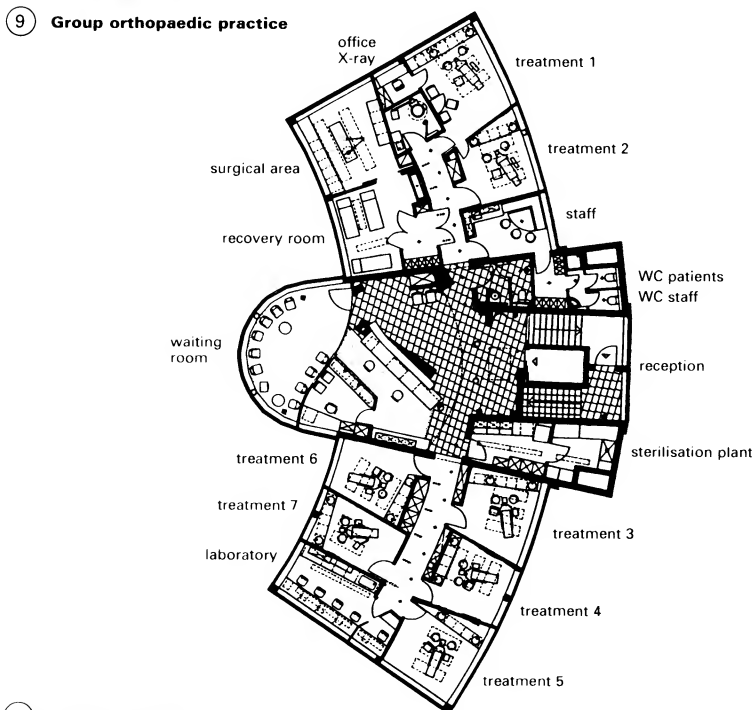 9 Group orthopaedic practice
office
X-ray
treatment 1
treatment 2
surgical area
staff
recovery room
WC patients
WC staff
waiting
room
reception
sterilisation plant
treatment 6
treatment 7
treatment 3
laboratory
treatment 4
treatment 5